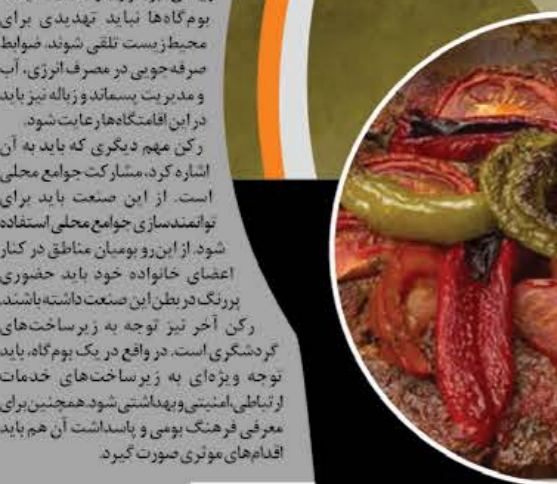 بوم‌گاه‌ها نباید تهدیدی برای
محیط‌زیست تلقی شوند. ضوابط
صرفه‌جویی در مصرف انرژی، آب
و مدیریت پسماند و زباله نیز باید
در این اقامتگاه‌ها رعایت شود.
رکن مهم دیگری که باید به آن
اشاره کرد، مشارکت جوامع محلی
است. از این صنعت باید برای
توانمندسازی جوامع محلی استفاده
شود. از این‌رو بومیان مناطق در کنار
اعضای خانواده خود باید حضوری
پررنگ در بطن این صنعت داشته‌باشند.
رکن آخر نیز توجه به زیرساخت‌های
گردشگری است. در واقع در یک بوم‌گاه، باید
توجه ویژه‌ای به زیرساخت‌های خدمات
ارتباطی، امنیتی و بهداشتی شود. همچنین برای
معرفی فرهنگ بومی و پاسداشت آن هم باید
اقدام‌های موثری صورت گیرد.